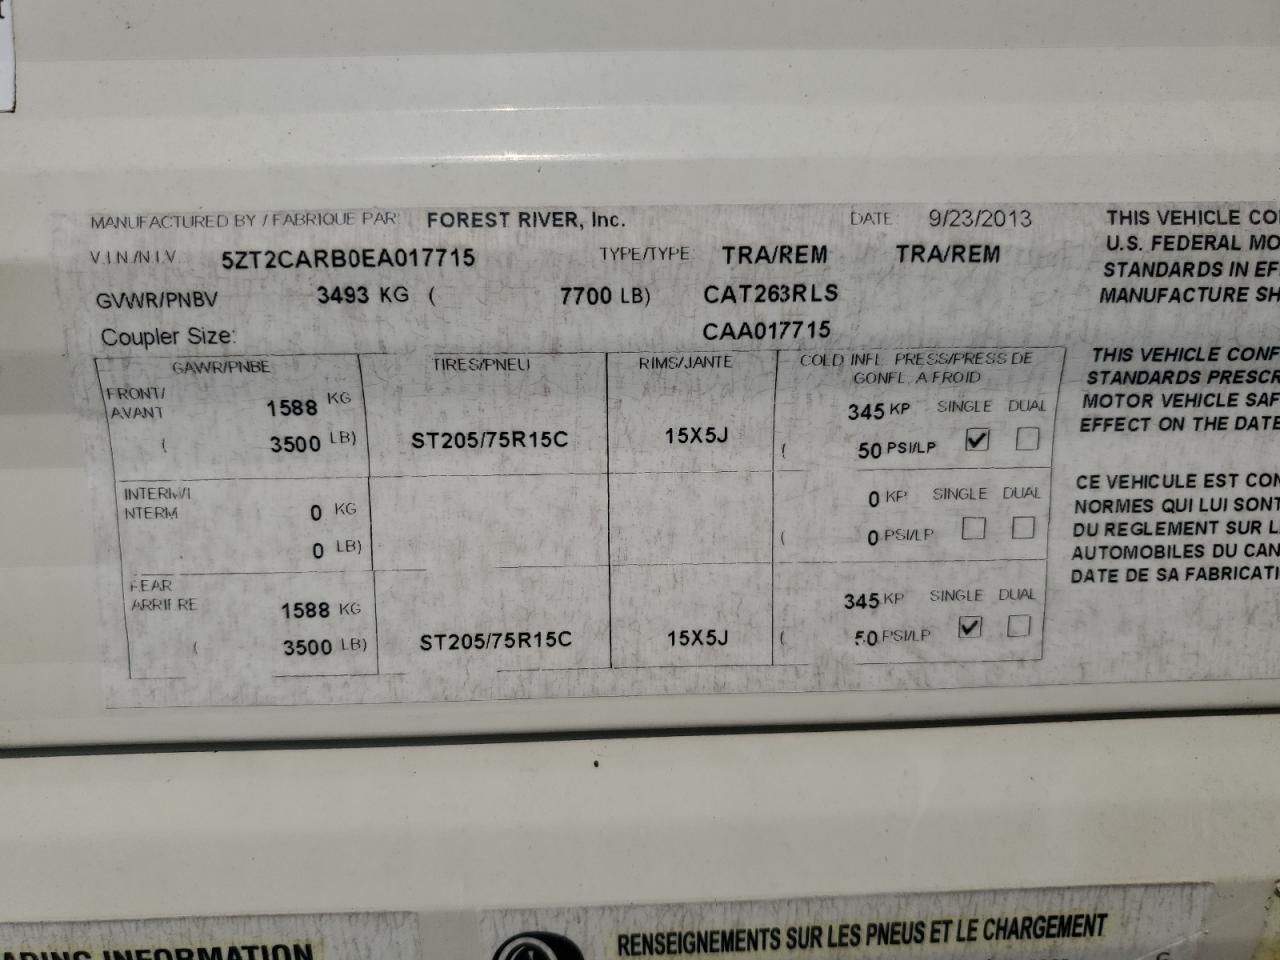 MANUFACTURED BY / FABRIQUE PAR: FOREST RIVER, Inc. DATE: 9/23/2013
V.I.N./N.I.V. 5ZT2CARB0EA017715 TYPE/TYPE: TRA/REM TRA/REM
GVWR/PNBV 3493 KG ( 7700 LB) CAT263RLS
Coupler Size: CAA017715
GAWR/PNBE TIRES/PNEU RIMS/JANTE COLD INFL. PRESS/PRESS DE
GONFL. A FROID
FRONT/
AVANT 1588 KG 345 KP SINGLE DUAL
( 3500 LB) ST205/75R15C 15X5J ( 50 PSI/LP
INTERIM/I
NTERM 0 KG 0 KP SINGLE DUAL
0 LB) ( 0 PSI/LP
REAR
ARRIERE 1588 KG 345 KP SINGLE DUAL
( 3500 LB) ST205/75R15C 15X5J ( 50 PSI/LP
THIS VEHICLE CO
U.S. FEDERAL MO
STANDARDS IN EF
MANUFACTURE SH
THIS VEHICLE CONF
STANDARDS PRESCR
MOTOR VEHICLE SAF
EFFECT ON THE DATE
CE VEHICULE EST CON
NORMES QUI LUI SONT
DU REGLEMENT SUR L
AUTOMOBILES DU CAN
DATE DE SA FABRICATI
ADING INFORMATION
RENSEIGNEMENTS SUR LES PNEUS ET LE CHARGEMENT